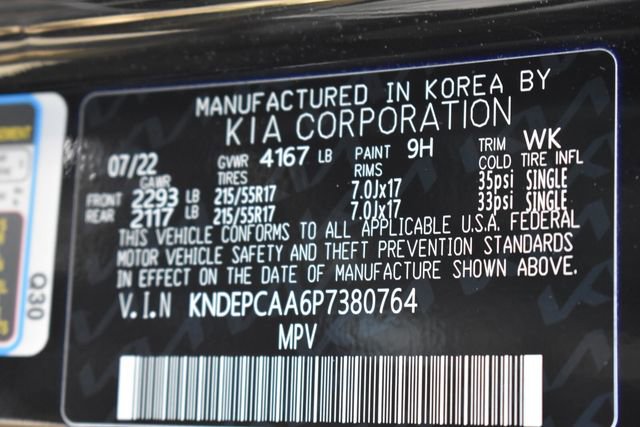 MANUFACTURED IN KOREA BY
KIA CORPORATION
07/22 GVWR 4167 LB PAINT 9H TRIM WK
GAWR TIRES RIMS COLD TIRE INFL
FRONT 2293 LB 215/55R17 7.0Jx17 35psi SINGLE
REAR 2117 LB 215/55R17 7.0Jx17 33psi SINGLE
THIS VEHICLE CONFORMS TO ALL APPLICABLE U.S.A. FEDERAL
MOTOR VEHICLE SAFETY AND THEFT PREVENTION STANDARDS
IN EFFECT ON THE DATE OF MANUFACTURE SHOWN ABOVE.
V.I.N KNDEPCAA6P7380764
MPV
Q30